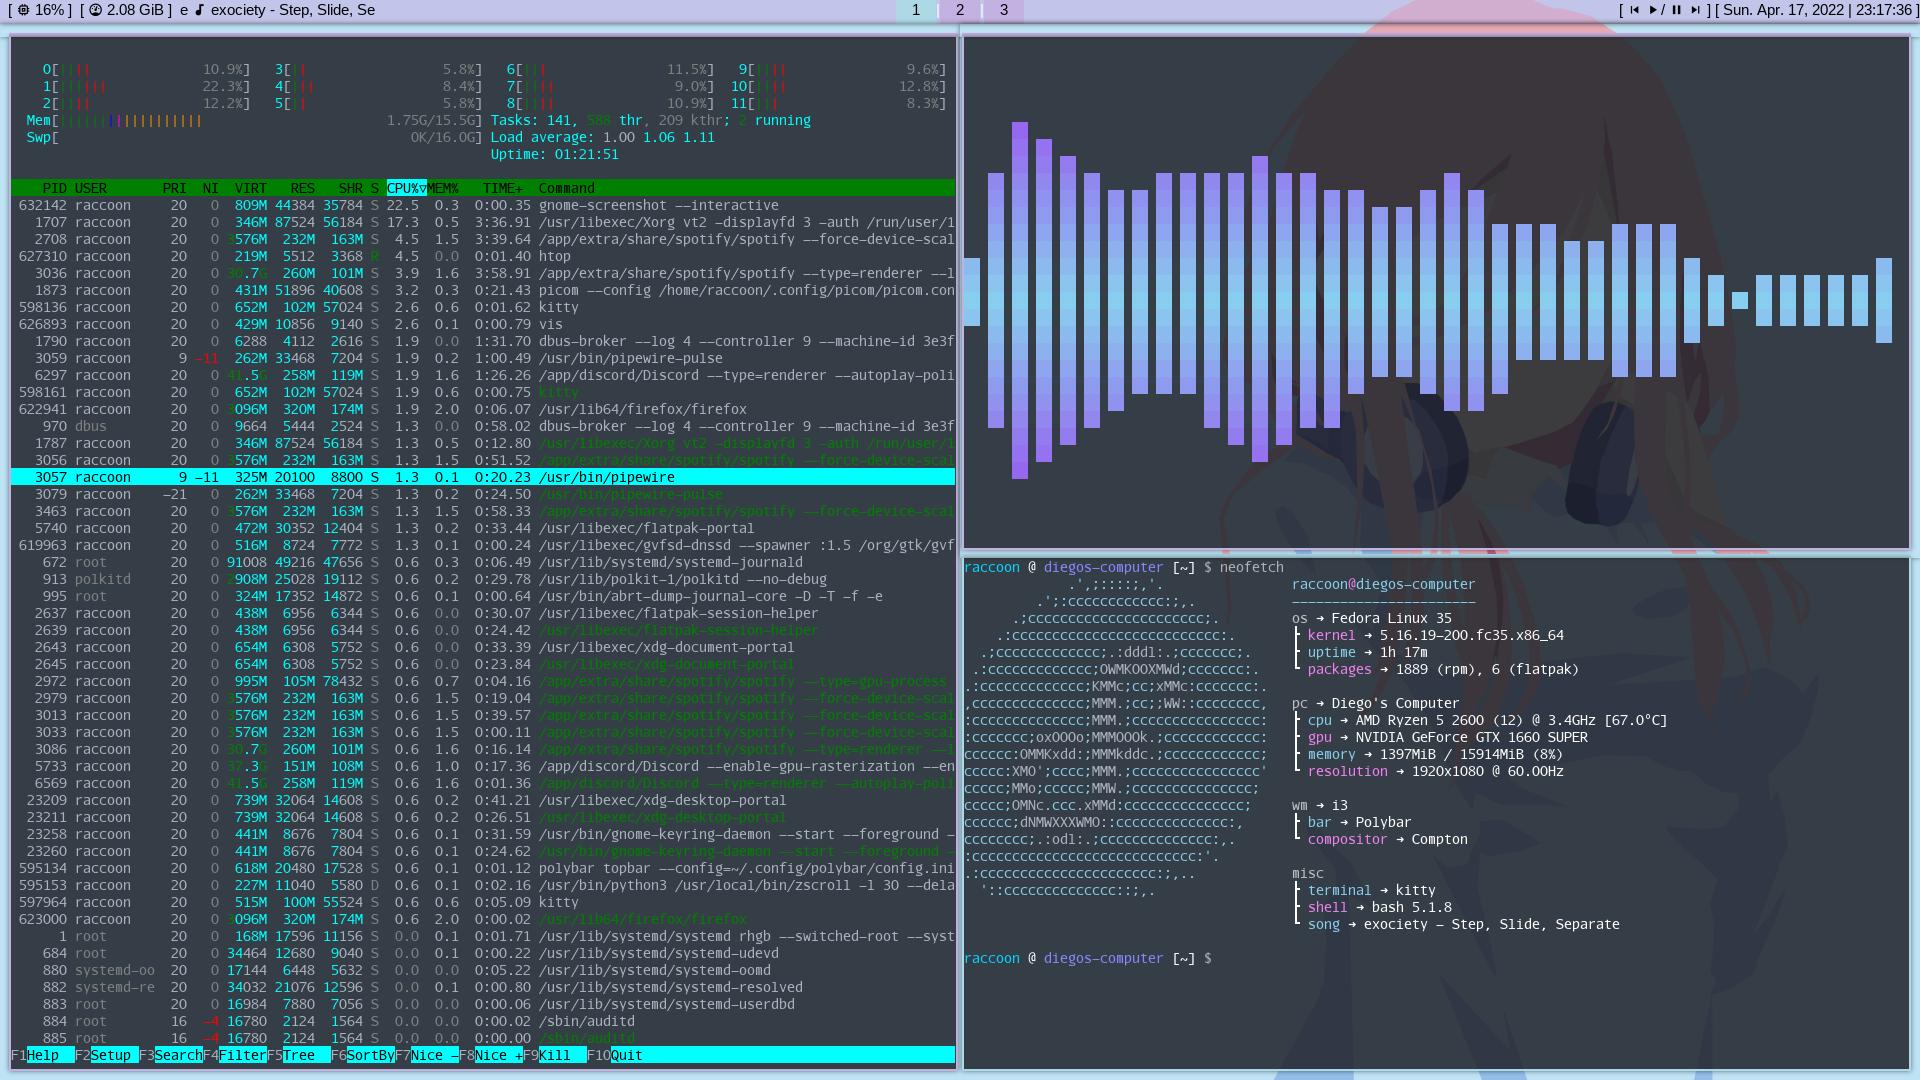 [ 16% ] [ 2.08 GiB ] e exociety - Step, Slide, Se 1 2 3 [ / ] [ Sun. Apr. 17, 2022 | 23:17:36 ]
0[ 10.9%] 3[ 5.8%] 6[ 11.5%] 9[ 9.6%]
1[ 22.3%] 4[ 8.4%] 7[ 9.0%] 10[ 12.8%]
2[ 12.2%] 5[ 5.8%] 8[ 10.9%] 11[ 8.3%]
Mem[ 1.75G/15.5G] Tasks: 141, 588 thr, 209 kthr; 2 running
Swp[ 0K/16.0G] Load average: 1.00 1.06 1.11
Uptime: 01:21:51
PID USER PRI NI VIRT RES SHR S CPU%▽MEM% TIME+ Command
632142 raccoon 20 0 809M 44384 35784 S 22.5 0.3 0:00.35 gnome-screenshot --interactive
1707 raccoon 20 0 346M 87524 56184 S 17.3 0.5 3:36.91 /usr/libexec/Xorg vt2 -displayfd 3 -auth /run/user/1
2708 raccoon 20 0 3576M 232M 163M S 4.5 1.5 3:39.64 /app/extra/share/spotify/spotify --force-device-scal
627310 raccoon 20 0 219M 5512 3368 R 4.5 0.0 0:01.40 htop
3036 raccoon 20 0 30.7G 260M 101M S 3.9 1.6 3:58.91 /app/extra/share/spotify/spotify --type=renderer --l
1873 raccoon 20 0 431M 51896 40608 S 3.2 0.3 0:21.43 picom --config /home/raccoon/.config/picom/picom.con
598136 raccoon 20 0 652M 102M 57024 S 2.6 0.6 0:01.62 kitty
626893 raccoon 20 0 429M 10856 9140 S 2.6 0.1 0:00.79 vis
1790 raccoon 20 0 6288 4112 2616 S 1.9 0.0 1:31.70 dbus-broker --log 4 --controller 9 --machine-id 3e3f
3059 raccoon 9 -11 262M 33468 7204 S 1.9 0.2 1:00.49 /usr/bin/pipewire-pulse
6297 raccoon 20 0 41.5G 258M 119M S 1.9 1.6 1:26.26 /app/discord/Discord --type=renderer --autoplay-poli
598161 raccoon 20 0 652M 102M 57024 S 1.9 0.6 0:00.75 kitty
622941 raccoon 20 0 3096M 320M 174M S 1.9 2.0 0:06.07 /usr/lib64/firefox/firefox
970 dbus 20 0 9664 5444 2524 S 1.3 0.0 0:58.02 dbus-broker --log 4 --controller 9 --machine-id 3e3f
1787 raccoon 20 0 346M 87524 56184 S 1.3 0.5 0:12.80 /usr/libexec/Xorg vt2 -displayfd 3 -auth /run/user/1
3056 raccoon 20 0 3576M 232M 163M S 1.3 1.5 0:51.52 /app/extra/share/spotify/spotify --force-device-scal
3057 raccoon 9 -11 325M 20100 8800 S 1.3 0.1 0:20.23 /usr/bin/pipewire
3079 raccoon -21 0 262M 33468 7204 S 1.3 0.2 0:24.50 /usr/bin/pipewire-pulse
3463 raccoon 20 0 3576M 232M 163M S 1.3 1.5 0:58.33 /app/extra/share/spotify/spotify --force-device-scal
5740 raccoon 20 0 472M 30352 12404 S 1.3 0.2 0:33.44 /usr/libexec/flatpak-portal
619963 raccoon 20 0 516M 8724 7772 S 1.3 0.1 0:00.24 /usr/libexec/gvfsd-dnssd --spawner :1.5 /org/gtk/gvf
672 root 20 0 91008 49216 47656 S 0.6 0.3 0:06.49 /usr/lib/systemd/systemd-journald
913 polkitd 20 0 2908M 25028 19112 S 0.6 0.2 0:29.78 /usr/lib/polkit-1/polkitd --no-debug
995 root 20 0 324M 17352 14872 S 0.6 0.1 0:00.64 /usr/bin/abrt-dump-journal-core -D -T -f -e
2637 raccoon 20 0 438M 6956 6344 S 0.6 0.0 0:30.07 /usr/libexec/flatpak-session-helper
2639 raccoon 20 0 438M 6956 6344 S 0.6 0.0 0:24.42 /usr/libexec/flatpak-session-helper
2643 raccoon 20 0 654M 6308 5752 S 0.6 0.0 0:33.39 /usr/libexec/xdg-document-portal
2645 raccoon 20 0 654M 6308 5752 S 0.6 0.0 0:23.84 /usr/libexec/xdg-document-portal
2972 raccoon 20 0 995M 105M 78432 S 0.6 0.7 0:04.16 /app/extra/share/spotify/spotify --type=gpu-process
2979 raccoon 20 0 3576M 232M 163M S 0.6 1.5 0:19.04 /app/extra/share/spotify/spotify --force-device-scal
3013 raccoon 20 0 3576M 232M 163M S 0.6 1.5 0:39.57 /app/extra/share/spotify/spotify --force-device-scal
3033 raccoon 20 0 3576M 232M 163M S 0.6 1.5 0:00.11 /app/extra/share/spotify/spotify --force-device-scal
3086 raccoon 20 0 30.7G 260M 101M S 0.6 1.6 0:16.14 /app/extra/share/spotify/spotify --type=renderer --l
5733 raccoon 20 0 37.3G 151M 108M S 0.6 1.0 0:17.36 /app/discord/Discord --enable-gpu-rasterization --en
6569 raccoon 20 0 41.5G 258M 119M S 0.6 1.6 0:01.36 /app/discord/Discord --type=renderer --autoplay-poli
23209 raccoon 20 0 739M 32064 14608 S 0.6 0.2 0:41.21 /usr/libexec/xdg-desktop-portal
23211 raccoon 20 0 739M 32064 14608 S 0.6 0.2 0:26.51 /usr/libexec/xdg-desktop-portal
23258 raccoon 20 0 441M 8676 7804 S 0.6 0.1 0:31.59 /usr/bin/gnome-keyring-daemon --start --foreground -
23260 raccoon 20 0 441M 8676 7804 S 0.6 0.1 0:24.62 /usr/bin/gnome-keyring-daemon --start --foreground -
595134 raccoon 20 0 618M 20480 17528 S 0.6 0.1 0:01.12 polybar topbar --config=~/.config/polybar/config.ini
595153 raccoon 20 0 227M 11040 5580 D 0.6 0.1 0:02.16 /usr/bin/python3 /usr/local/bin/zscroll -l 30 --dela
597964 raccoon 20 0 515M 100M 55524 S 0.6 0.6 0:05.09 kitty
623000 raccoon 20 0 3096M 320M 174M S 0.6 2.0 0:00.02 /usr/lib64/firefox/firefox
1 root 20 0 168M 17596 11156 S 0.0 0.1 0:01.71 /usr/lib/systemd/systemd rhgb --switched-root --syst
684 root 20 0 34464 12680 9040 S 0.0 0.1 0:00.22 /usr/lib/systemd/systemd-udevd
880 systemd-oo 20 0 17144 6448 5632 S 0.0 0.0 0:05.22 /usr/lib/systemd/systemd-oomd
882 systemd-re 20 0 34032 21076 12596 S 0.0 0.1 0:00.80 /usr/lib/systemd/systemd-resolved
883 root 20 0 16984 7880 7056 S 0.0 0.0 0:00.06 /usr/lib/systemd/systemd-userdbd
884 root 16 -4 16780 2124 1564 S 0.0 0.0 0:00.02 /sbin/auditd
885 root 16 -4 16780 2124 1564 S 0.0 0.0 0:00.00 /sbin/auditd
F1Help F2Setup F3SearchF4FilterF5Tree F6SortByF7Nice -F8Nice +F9Kill F10Quit
raccoon @ diegos-computer [~] $ neofetch
.',;::::;,'.
.';:cccccccccccc:;,.
.;cccccccccccccccccccccc;.
.:cccccccccccccccccccccccccc:.
.;ccccccccccccc;.:dddl:.;ccccccc;.
.:ccccccccccccc;OWMKOOXMWd;ccccccc:.
.:ccccccccccccc;KMMc;cc;xMMc:ccccccc:.
,cccccccccccccc;MMM.;cc;;WW::cccccccc,
:cccccccccccccc;MMM.;cccccccccccccccc:
:ccccccc;oxOOOo;MMMOOOk.;cccccccccccc:
cccccc:OMMKxdd:;MMMkddc.;cccccccccccc;
ccccc:XMO';cccc;MMM.;cccccccccccccccc'
ccccc;MMo;ccccc;MMW.;ccccccccccccccc;
ccccc;OMNc.ccc.xMMd:ccccccccccccccc;
cccccc;dNMWXXXWMO::cccccccccccccc:,
cccccccc;.:odl:.;cccccccccccccc:,.
:cccccccccccccccccccccccccccc:'.
.:cccccccccccccccccccccc:;,..
'::cccccccccccccc::;,.
raccoon@diegos-computer
-----------------------
os ➜ Fedora Linux 35
kernel ➜ 5.16.19-200.fc35.x86_64
uptime ➜ 1h 17m
packages ➜ 1889 (rpm), 6 (flatpak)
pc ➜ Diego's Computer
cpu ➜ AMD Ryzen 5 2600 (12) @ 3.4GHz [67.0°C]
gpu ➜ NVIDIA GeForce GTX 1660 SUPER
memory ➜ 1397MiB / 15914MiB (8%)
resolution ➜ 1920x1080 @ 60.00Hz
wm ➜ i3
bar ➜ Polybar
compositor ➜ Compton
misc
terminal ➜ kitty
shell ➜ bash 5.1.8
song ➜ exociety - Step, Slide, Separate
raccoon @ diegos-computer [~] $